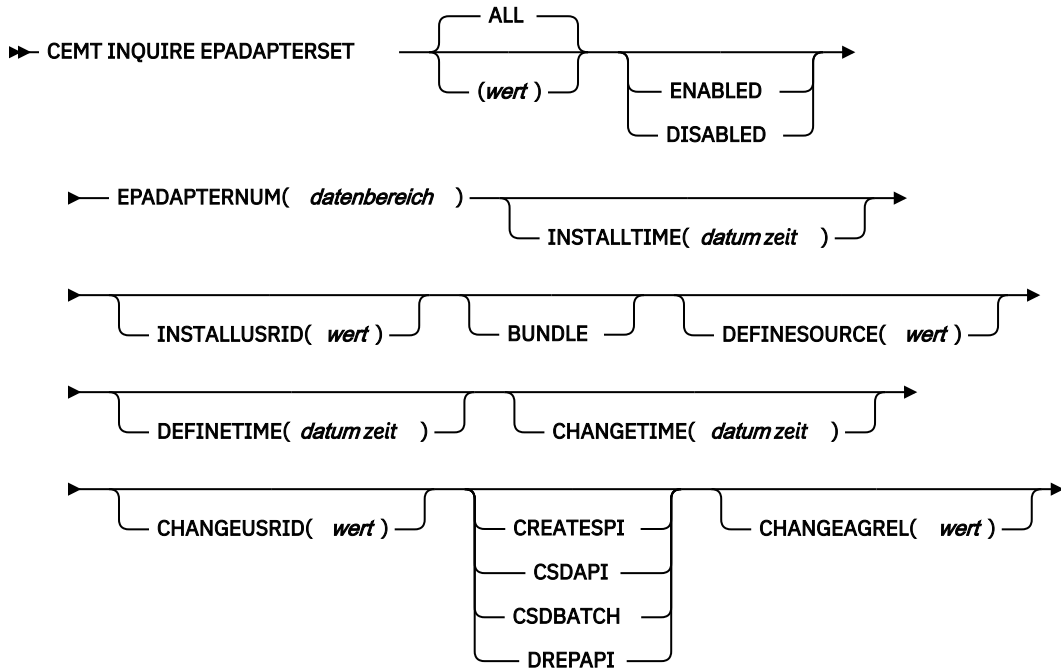 ALL
CEMT INQUIRE EPADAPTERSET
(wert)
ENABLED
DISABLED
EPADAPTERNUM( datenbereich )
INSTALLTIME( datum zeit )
INSTALLUSRID( wert )
BUNDLE
DEFINESOURCE( wert )
DEFINETIME( datum zeit )
CHANGETIME( datum zeit )
CHANGEUSRID( wert )
CREATESPI
CSDAPI
CSDBATCH
DREPAPI
CHANGEAGREL( wert )